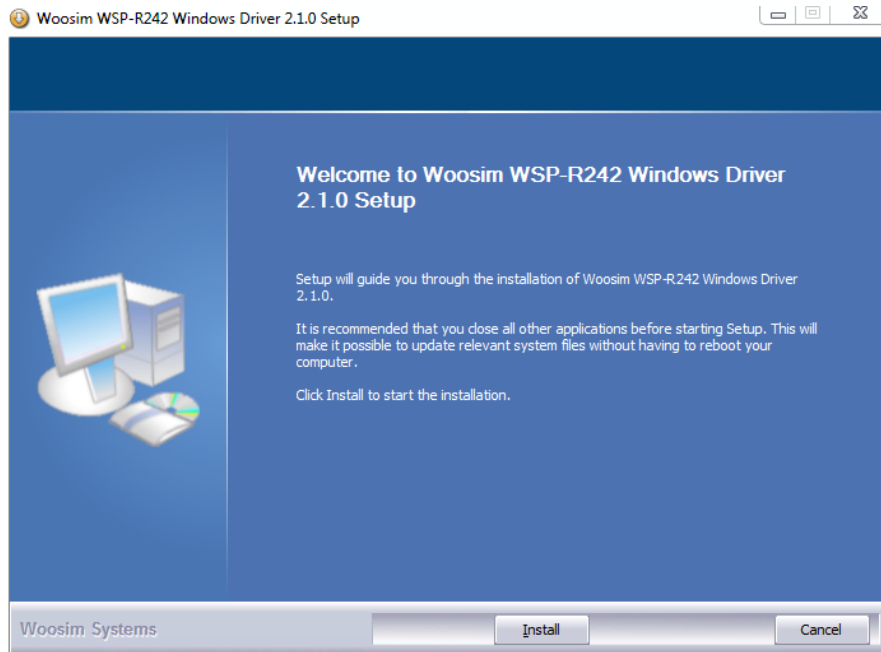 Woosim WSP-R242 Windows Driver 2.1.0 Setup
Welcome to Woosim WSP-R242 Windows Driver
2.1.0 Setup
Setup will guide you through the installation of Woosim WSP-R242 Windows Driver
2.1.0.
It is recommended that you close all other applications before starting Setup. This will
make it possible to update relevant system files without having to reboot your
computer.
Click Install to start the installation.
Woosim Systems
Install
Cancel